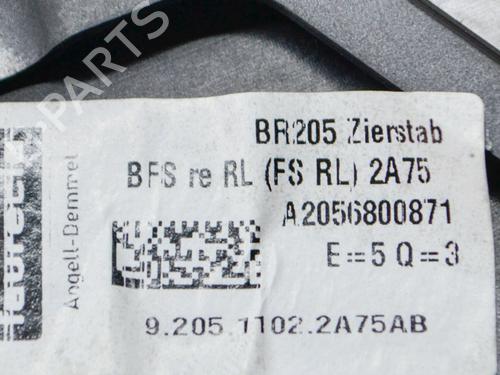 PARTS
BR205 Zierstab
BFS re RL (FS RL) 2A75
A2056800871
E=5 Q=3
9.205.1102.2A75AB
Angell-Demmel